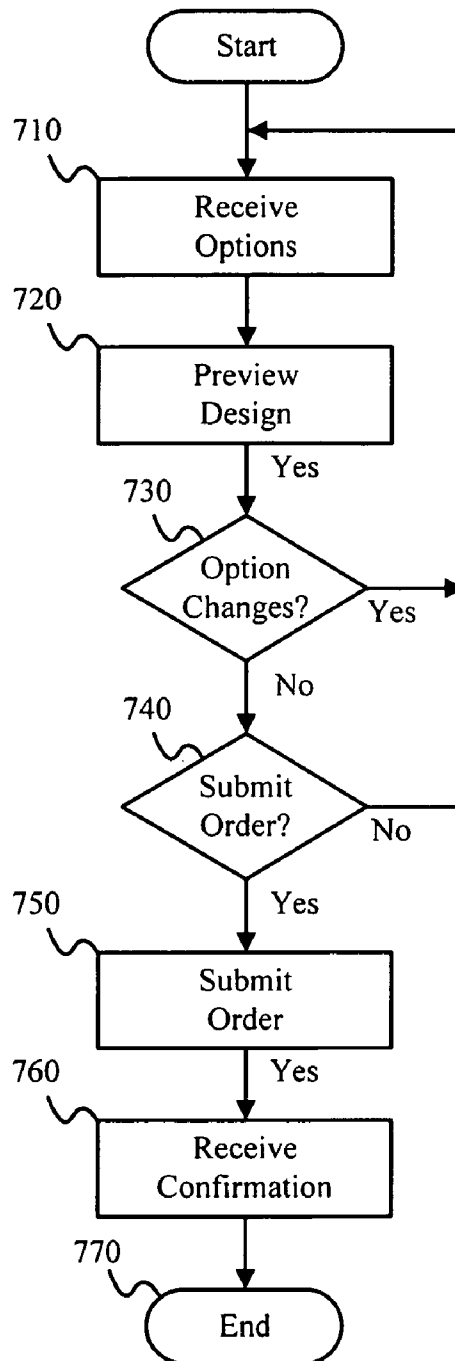 Start
710
Receive
Options
720
Preview
Design
Yes
730
Option
Changes?
Yes
No
740
Submit
Order?
No
Yes
750
Submit
Order
Yes
760
Receive
Confirmation
770
End